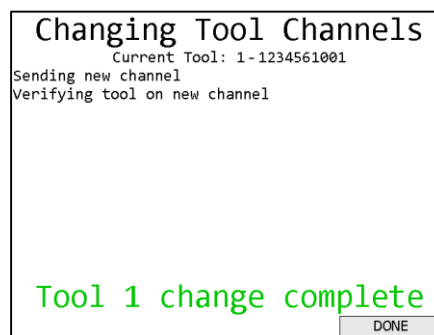 Changing Tool Channels
Current Tool: 1-1234561001
Sending new channel
Verifying tool on new channel
Tool 1 change complete
DONE